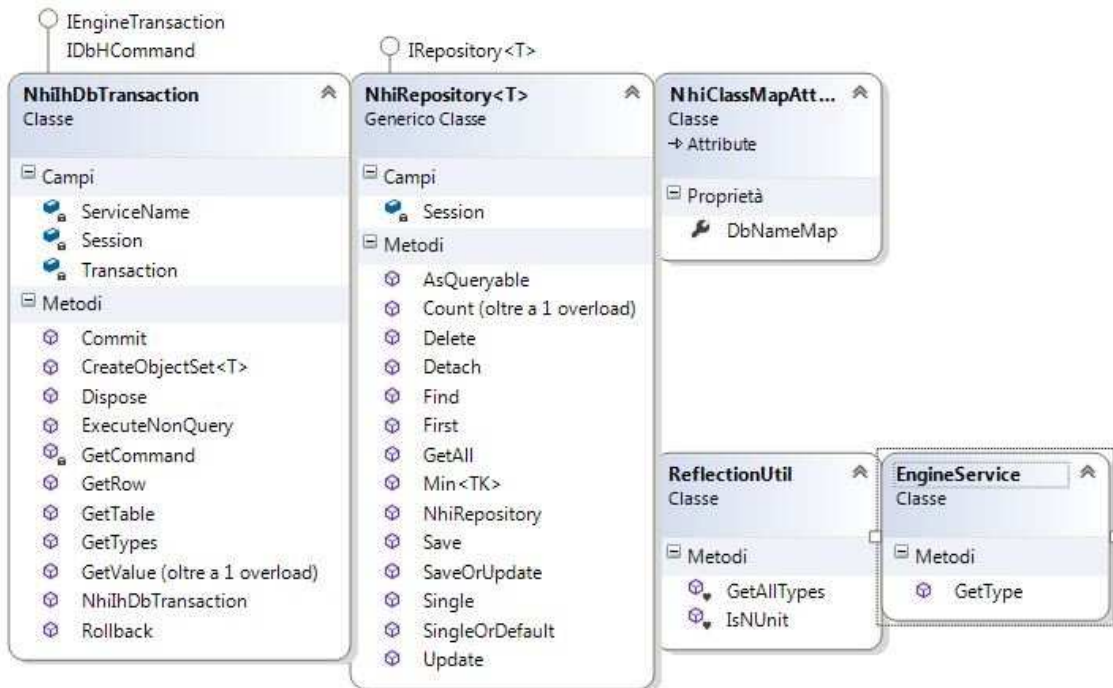 IEngineTransaction
IDbHCommand
NhiIhDbTransaction
Classe
Campi
ServiceName
Session
Transaction
Metodi
Commit
CreateObjectSet<T>
Dispose
ExecuteNonQuery
GetCommand
GetRow
GetTable
GetTypes
GetValue (oltre a 1 overload)
NhiIhDbTransaction
Rollback
IRepository<T>
NhiRepository<T>
Generico Classe
Campi
Session
Metodi
AsQueryable
Count (oltre a 1 overload)
Delete
Detach
Find
First
GetAll
Min<TK>
NhiRepository
Save
SaveOrUpdate
Single
SingleOrDefault
Update
NhiClassMapAtt...
Classe
Attribute
Proprietà
DbNameMap
ReflectionUtil
Classe
Metodi
GetAllTypes
IsNUnit
EngineService
Classe
Metodi
GetType